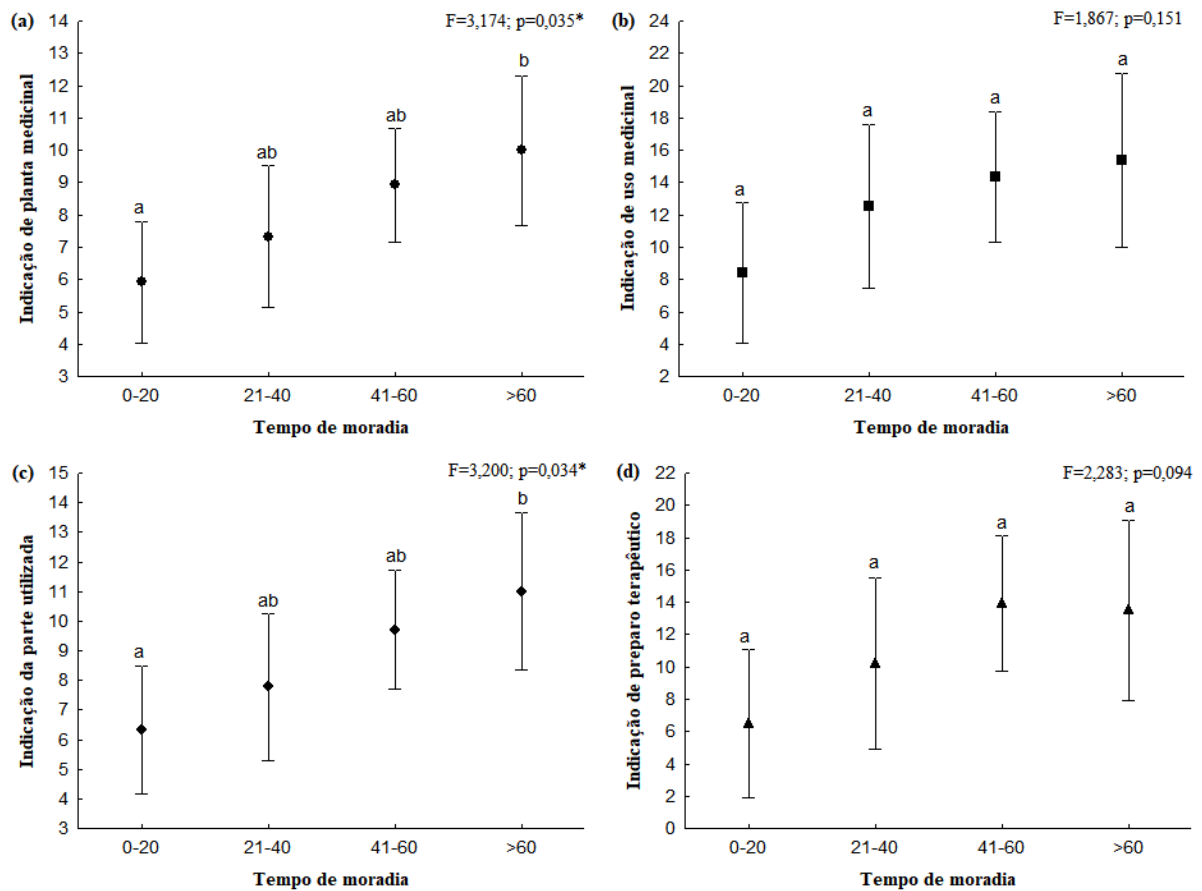 (a)
F=3,174; p=0,035*
Indicação de planta medicinal
14
13
12
11
10
9
8
7
6
5
4
3
a
ab
ab
b
0-20 21-40 41-60 >60
Tempo de moradia
(b)
F=1,867; p=0,151
Indicação de uso medicinal
24
22
20
18
16
14
12
10
8
6
4
2
a
a
a
a
0-20 21-40 41-60 >60
Tempo de moradia
(c)
F=3,200; p=0,034*
Indicação da parte utilizada
15
14
13
12
11
10
9
8
7
6
5
4
3
a
ab
ab
b
0-20 21-40 41-60 >60
Tempo de moradia
(d)
F=2,283; p=0,094
Indicação de preparo terapêutico
22
20
18
16
14
12
10
8
6
4
2
0
a
a
a
a
0-20 21-40 41-60 >60
Tempo de moradia